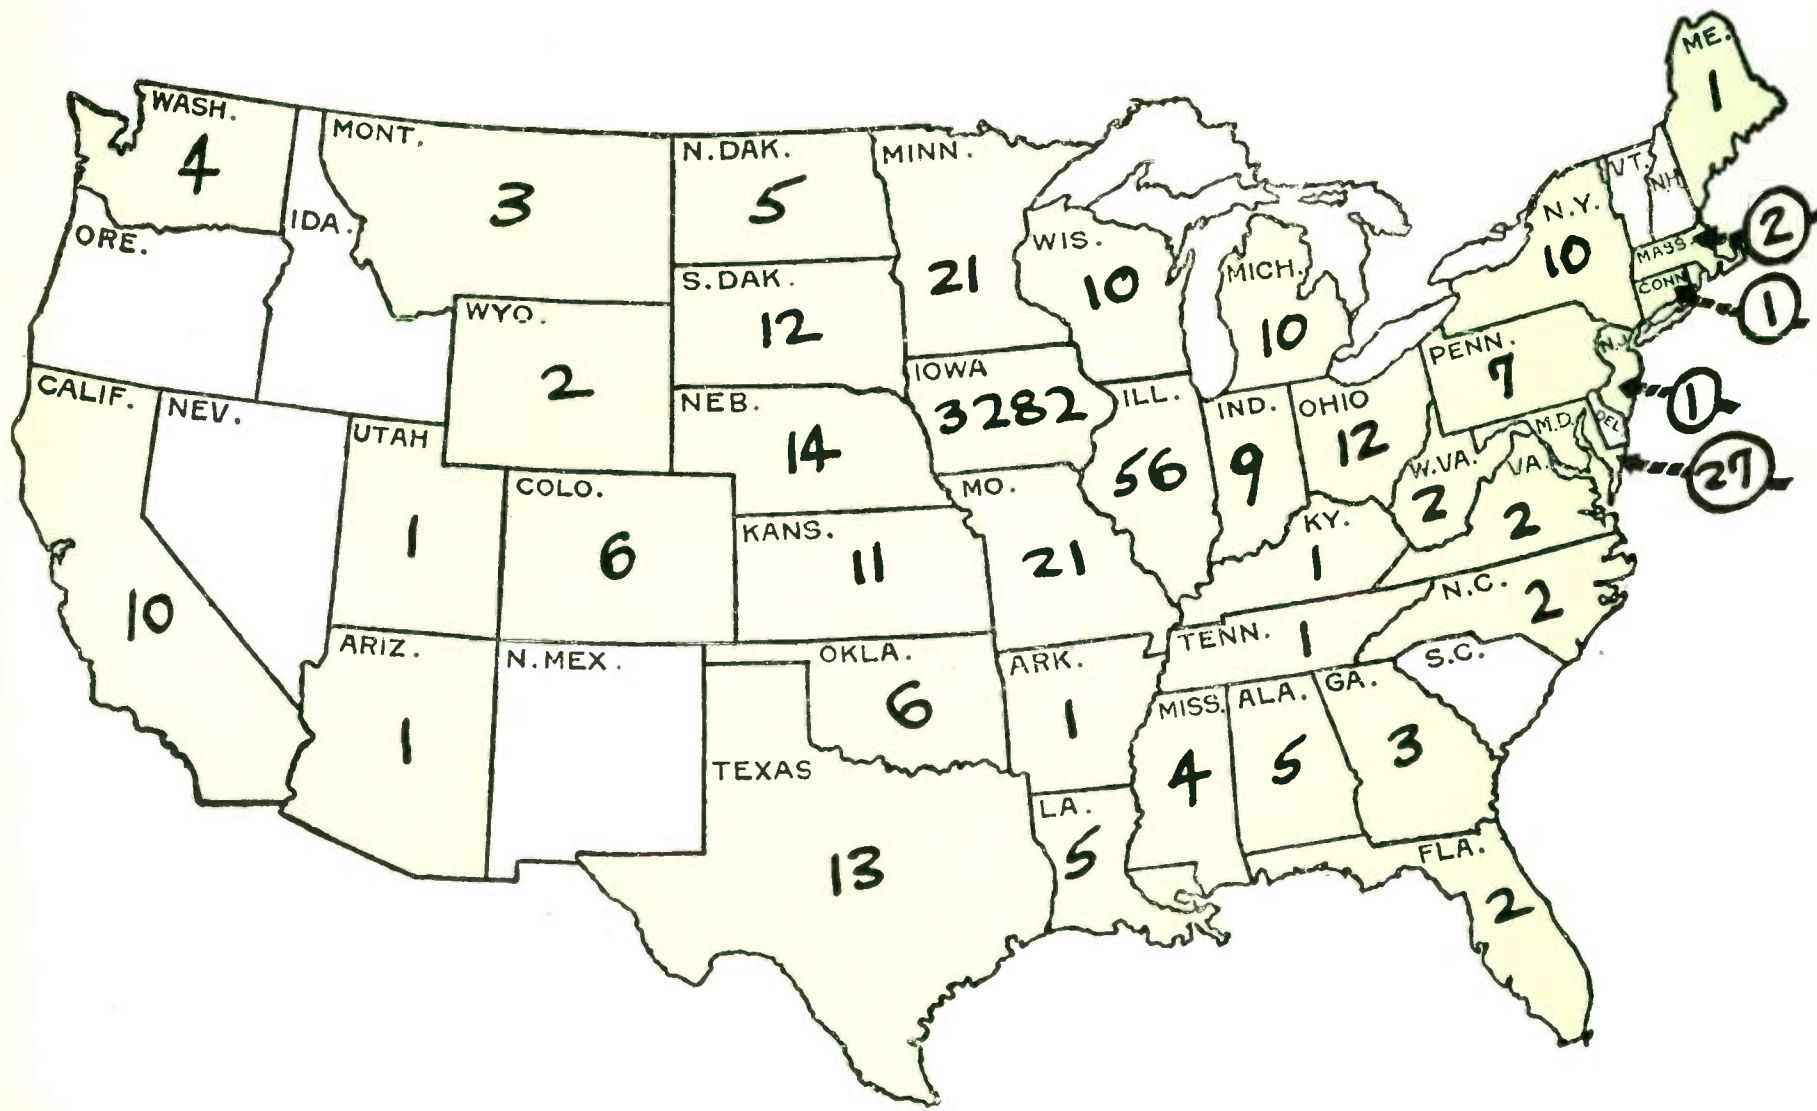 ME.
1
WASH.
4
MONT.
3
N.DAK.
5
MINN.
21
VT.
NH
IDA.
ORE.
N.Y.
10
MASS.
2
WIS.
10
MICH.
10
S.DAK.
12
CONN.
1
WYO.
2
IOWA
3282
PENN.
7
N.J.
1
CALIF.
10
NEV.
UTAH
1
NEB.
14
ILL.
56
IND.
9
OHIO
12
M.D.
DEL.
27
W.VA.
2
VA.
2
COLO.
6
MO.
21
KANS.
11
KY.
1
N.C.
2
ARIZ.
1
N.MEX.
OKLA.
6
ARK.
1
TENN.
1
S.C.
MISS.
4
ALA.
5
GA.
3
TEXAS
13
LA.
5
FLA.
2